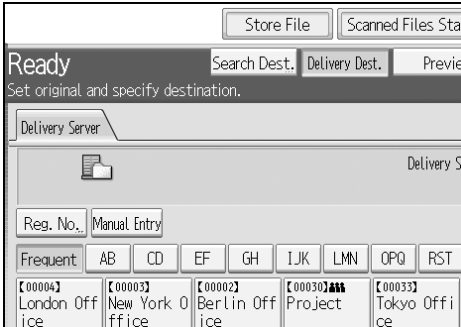 Store File Scanned Files Sta
Ready Search Dest. Delivery Dest. Previe
Set original and specify destination.
Delivery Server
Delivery S
Reg. No. Manual Entry
Frequent AB CD EF GH IJK LMN OPQ RST
[00004] [00003] [00002] [00030] [00033]
London Off New York O Berlin Off Project Tokyo Offi
ice ffice ice ce